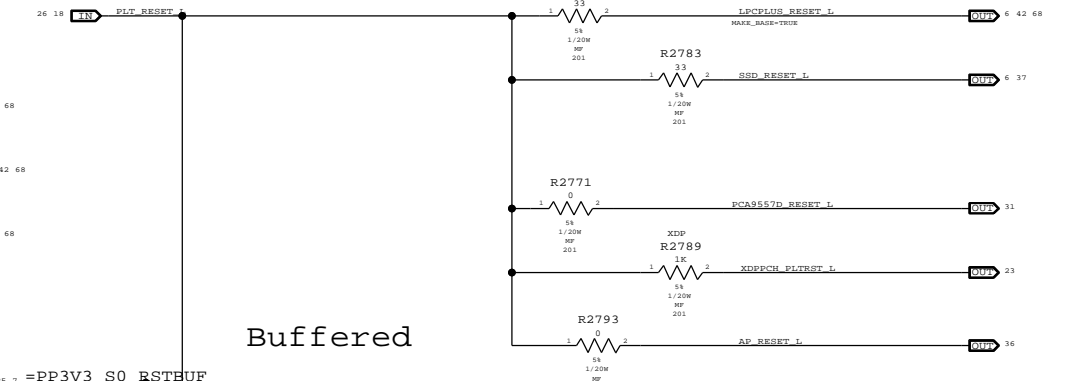 33
26 18 IN PLT_RESET_L 1 2 LPCPLUS_RESET_L OUT 6 42 68
MAKE_BASE=TRUE
5%
1/20W
MF
201
R2783
33
1 2 SSD_RESET_L OUT 6 37
5%
1/20W
MF
201
68
42 68
R2771
0
1 2 PCA9557D_RESET_L OUT 31
5%
1/20W
MF
201
68
XDP
R2789
1K
1 2 XDPPCH_PLTRST_L OUT 23
5%
1/20W
MF
201
R2793
0
Buffered
1 2 AP_RESET_L OUT 36
5%
1/20W
MF
=PP3V3_S0_RSTBUF